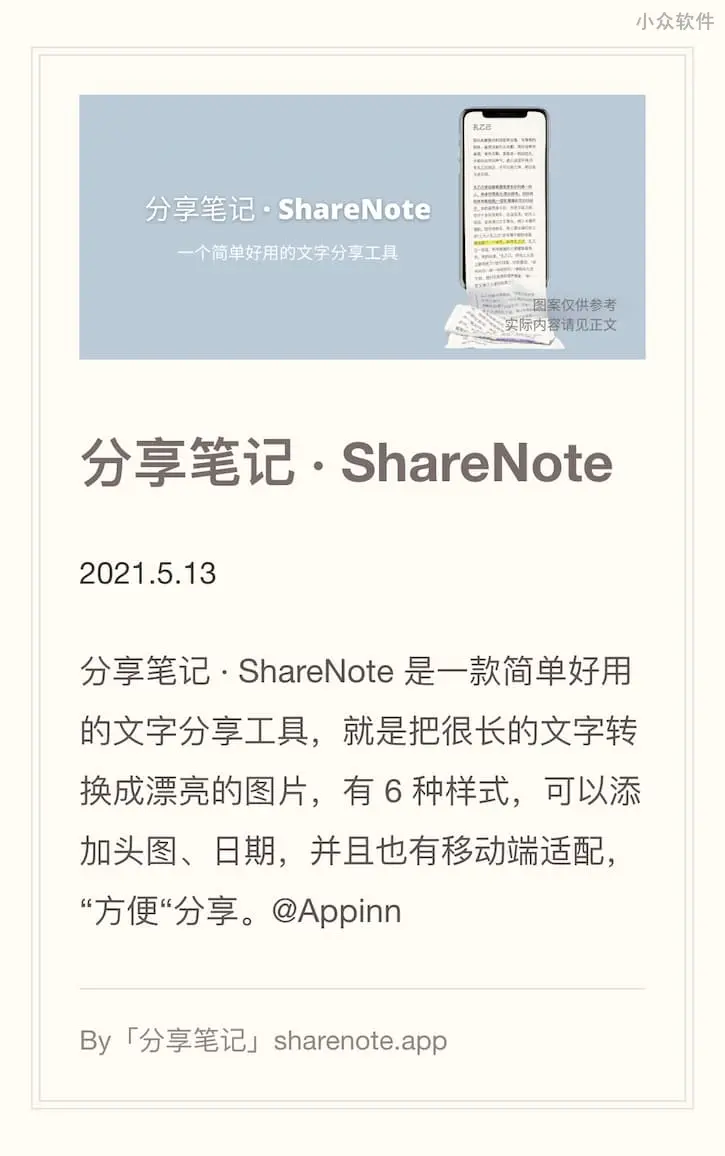 小众软件
分享笔记 · ShareNote
一个简单好用的文字分享工具
孔乙己
图案仅供参考
实际内容请见正文
分享笔记 · ShareNote
2021.5.13
分享笔记 · ShareNote 是一款简单好用
的文字分享工具，就是把很长的文字转
换成漂亮的图片，有 6 种样式，可以添
加头图、日期，并且也有移动端适配，
“方便“分享。@Appinn
By「分享笔记」sharenote.app